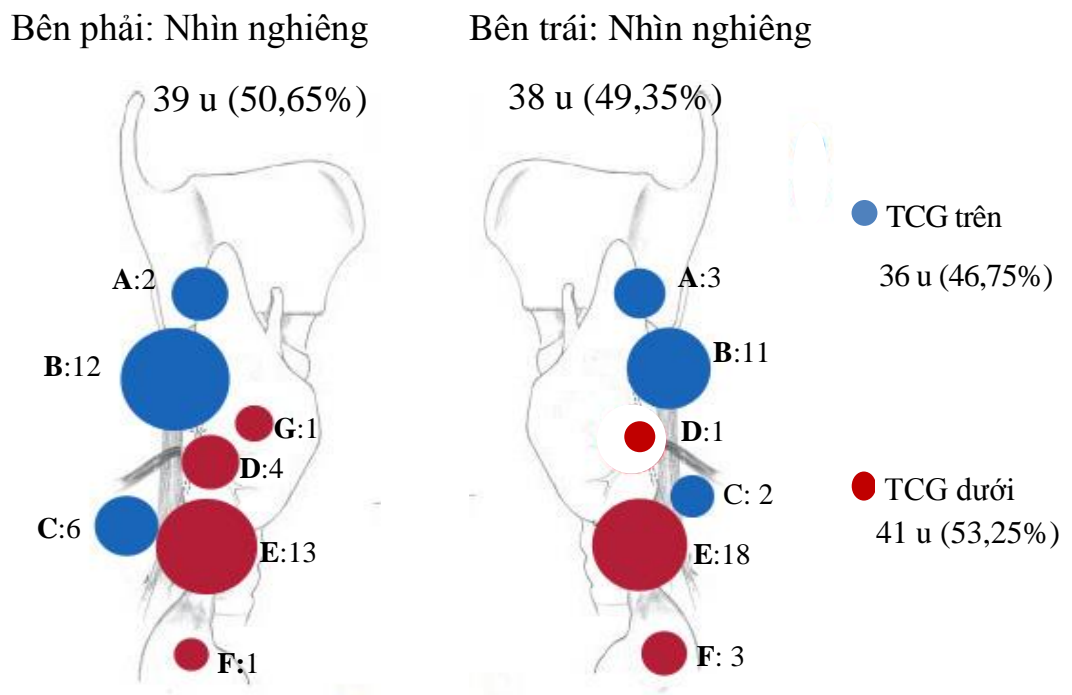 Bên phải: Nhìn nghiêng
39 u (50,65%)
A:2
B:12
G:1
D:4
C:6
E:13
F:1
Bên trái: Nhìn nghiêng
38 u (49,35%)
A:3
B:11
D:1
C: 2
E:18
F: 3
TCG trên
36 u (46,75%)
TCG dưới
41 u (53,25%)